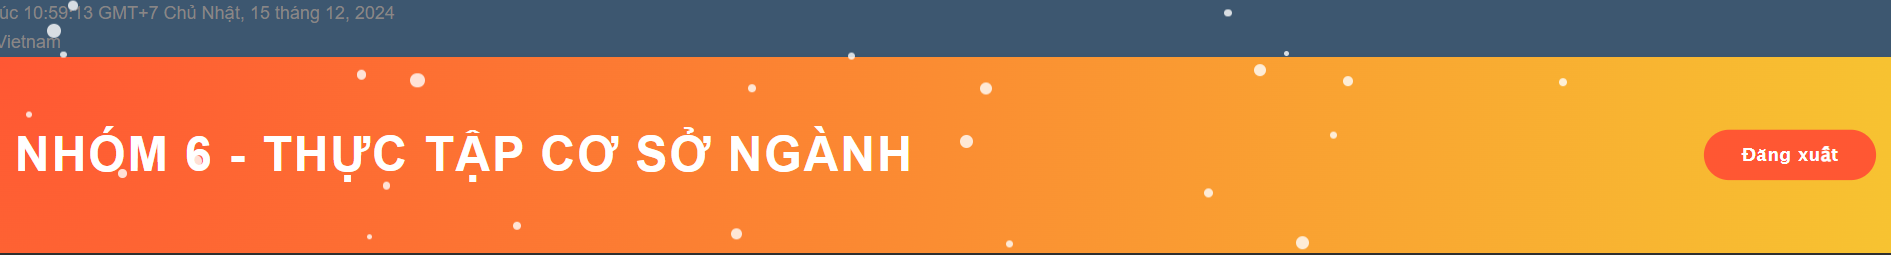 úc 10:59:13 GMT+7 Chủ Nhật, 15 tháng 12, 2024
Vietnam
NHÓM 6 - THỰC TẬP CƠ SỞ NGÀNH
Đăng xuất